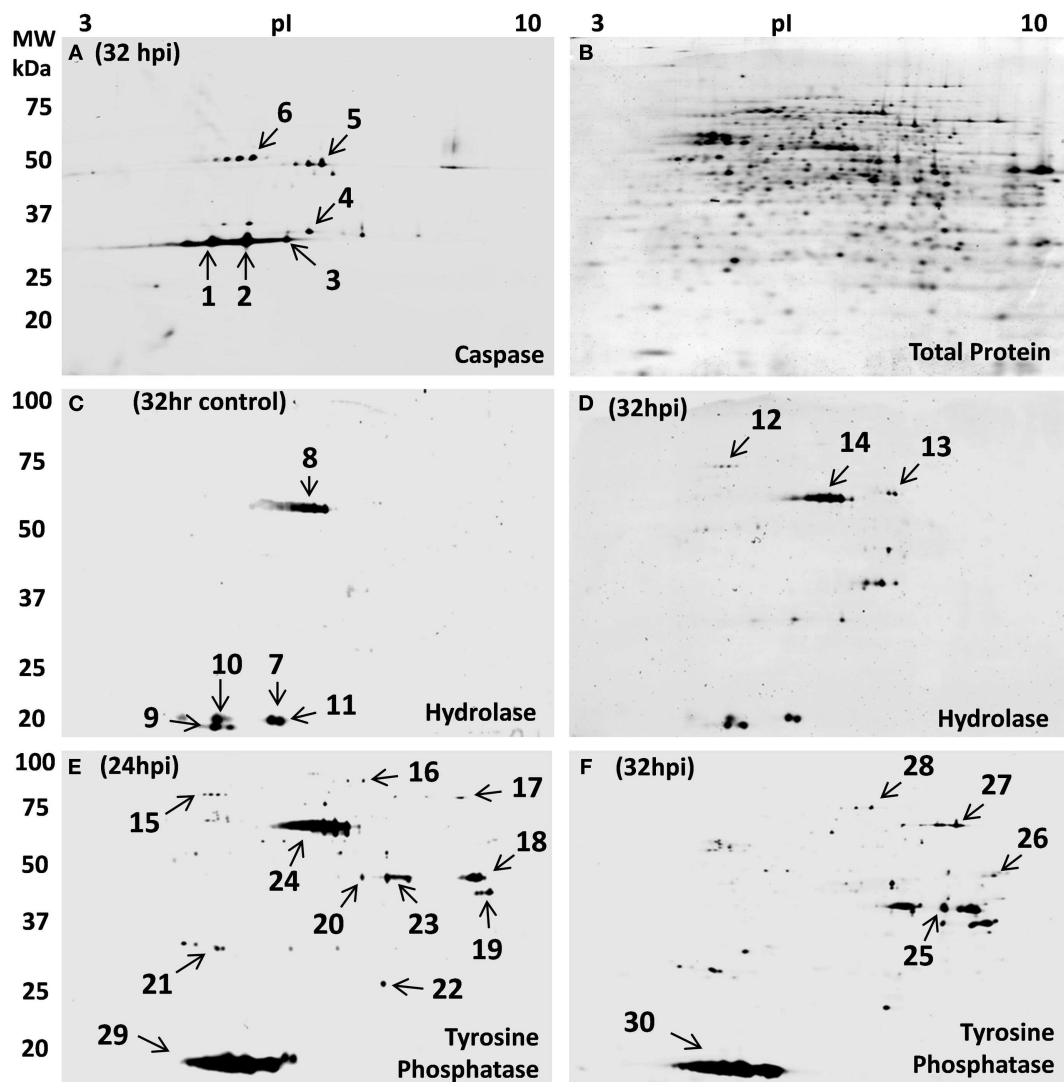 3 pI 10 3 pI 10
MW
kDa
A (32 hpi) B
75
6 5
50
4
37
3
25
1 2
20
Caspase Total Protein
100 C (32hr control) D (32hpi)
12
75 8 14 13
50
37
25
10 7
9 11
20 Hydrolase Hydrolase
100 E (24hpi) F (32hpi)
16 28
75 15 17 27
50 18 26
24
20 23
37 19
25
21
25 22
29 30
20 Tyrosine Tyrosine
Phosphatase Phosphatase